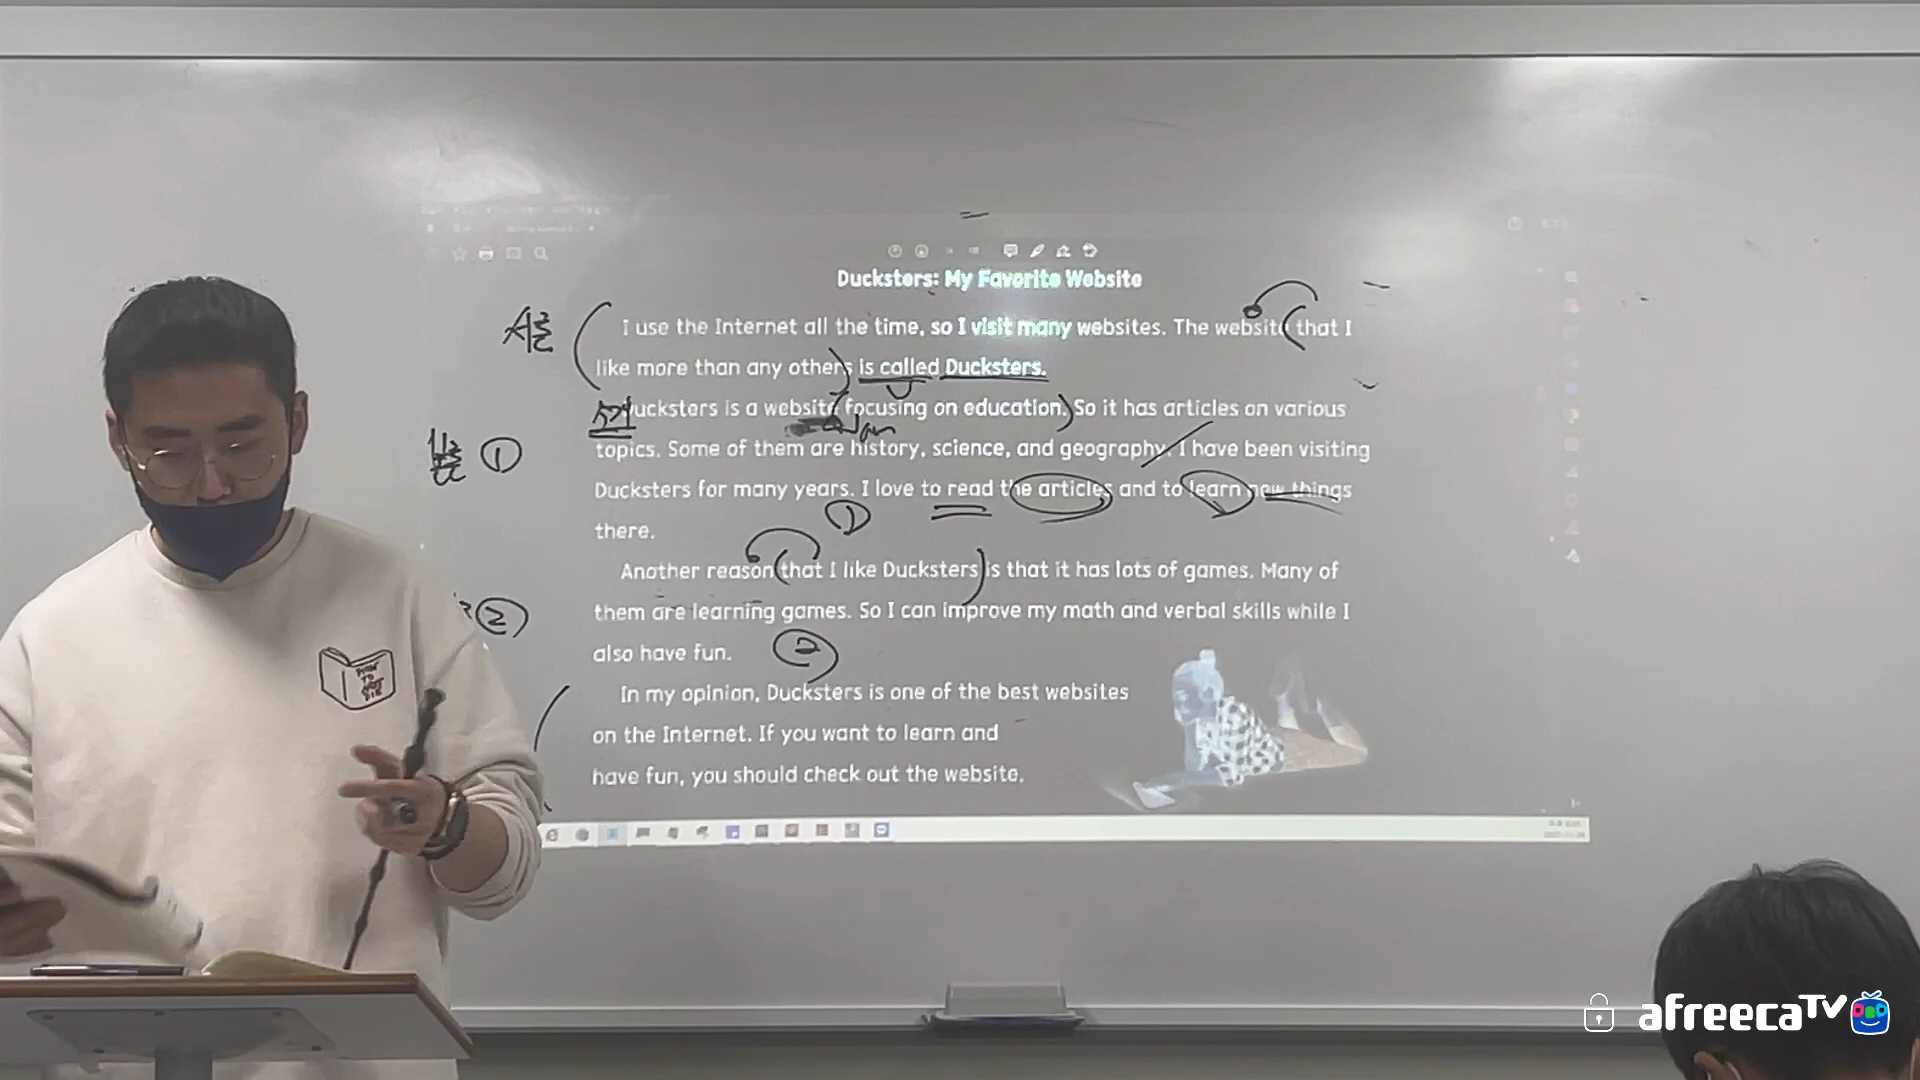 Ducksters: My Favorite Website
서론
I use the Internet all the time, so I visit many websites. The website that I
like more than any others is called Ducksters.
Ducksters is a website focusing on education. So it has articles on various
본론 ①
topics. Some of them are history, science, and geography. I have been visiting
Ducksters for many years. I love to read the articles and to learn new things
①
there.
Another reason that I like Ducksters is that it has lots of games. Many of
②
them are learning games. So I can improve my math and verbal skills while I
also have fun.
②
In my opinion, Ducksters is one of the best websites
on the Internet. If you want to learn and
have fun, you should check out the website.
afreecaTV